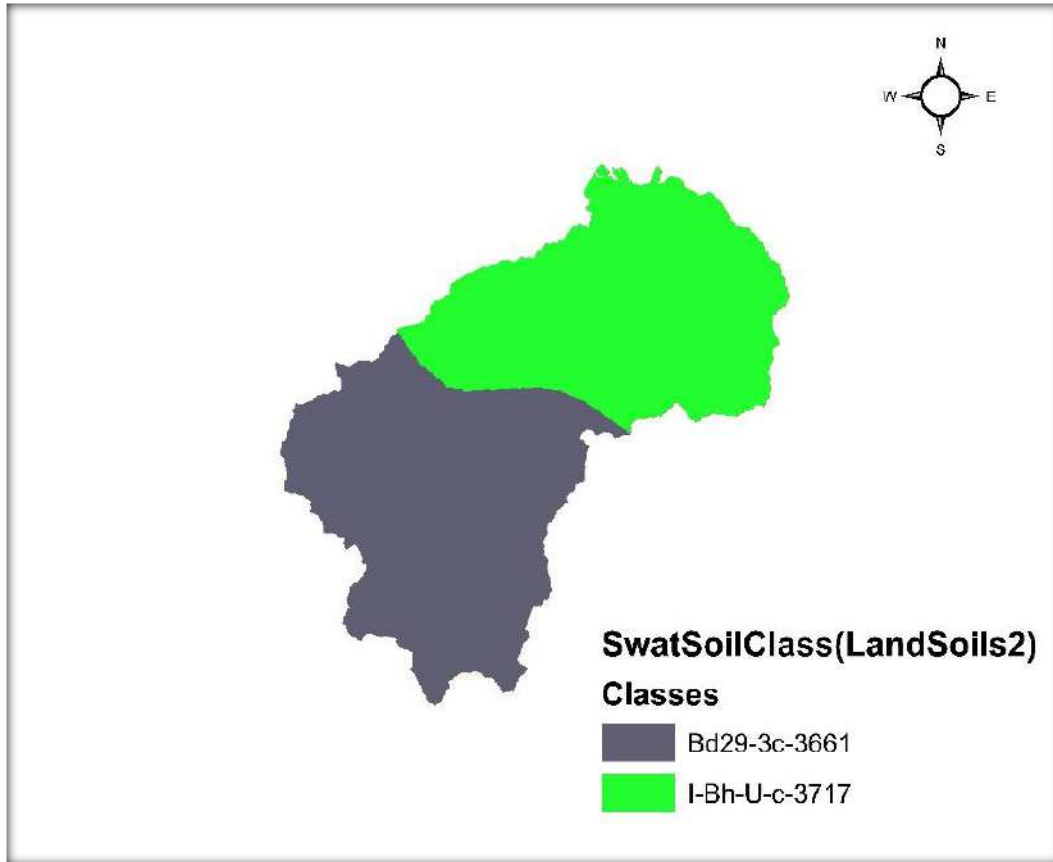 N
W E
S
SwatSoilClass(LandSoils2)
Classes
Bd29-3c-3661
I-Bh-U-c-3717